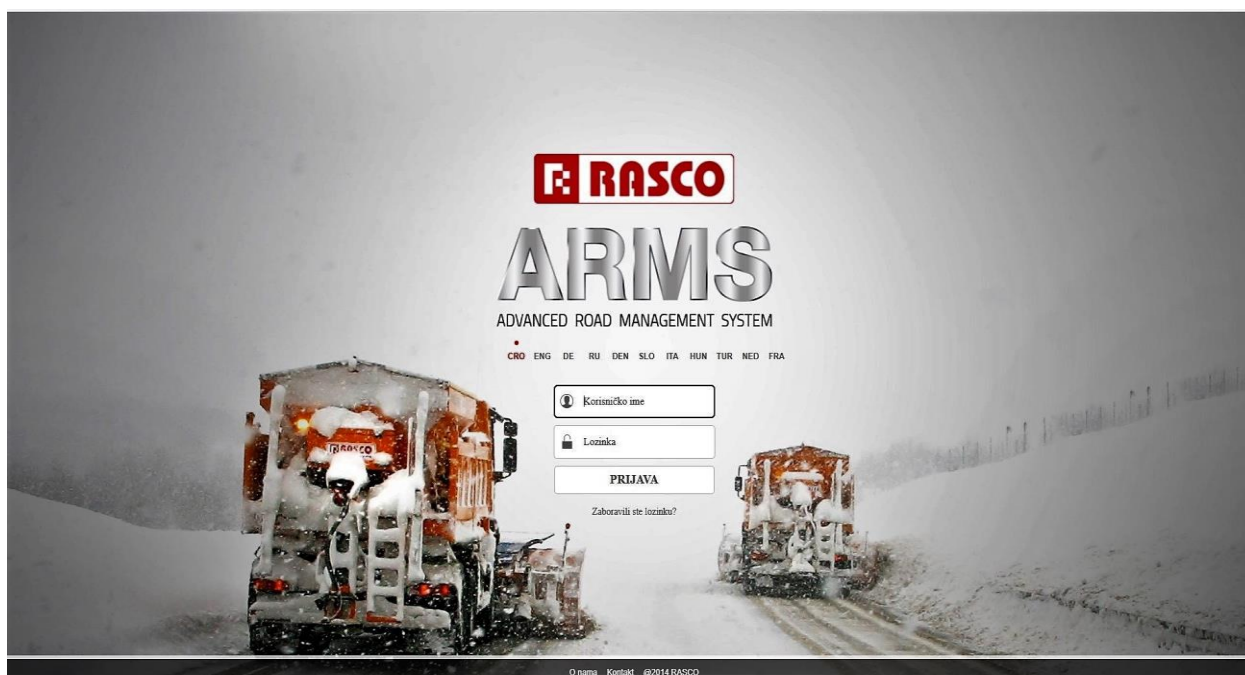 RASCO
ARMS
ADVANCED ROAD MANAGEMENT SYSTEM
CRO ENG DE RU DEN SLO ITA HUN TUR NED FRA
Korisničko ime
Lozinka
PRIJAVA
Zaboravili ste lozinku?
RASCO
O nama Kontakt @2014 RASCO